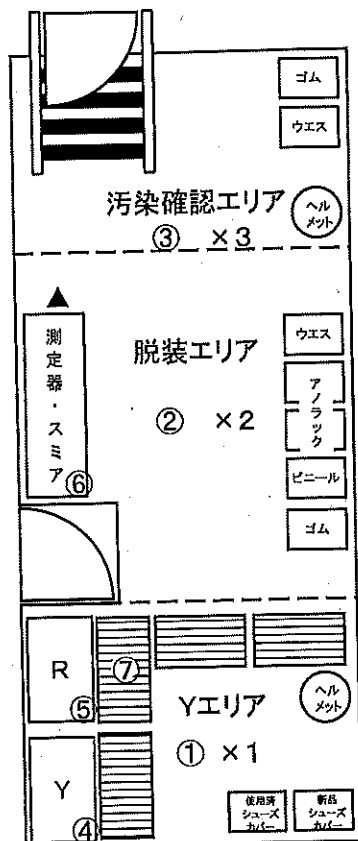 ゴム
ウエス
汚染確認エリア
ヘル
メット
③ ×3
▲
測定器・スミア
⑥
脱装エリア
② ×2
ウエス
アノラック
ビニール
ゴム
R
⑤
⑦
Yエリア
ヘル
メット
① ×1
Y
④
使用済
シューズ
カバー
新品
シューズ
カバー